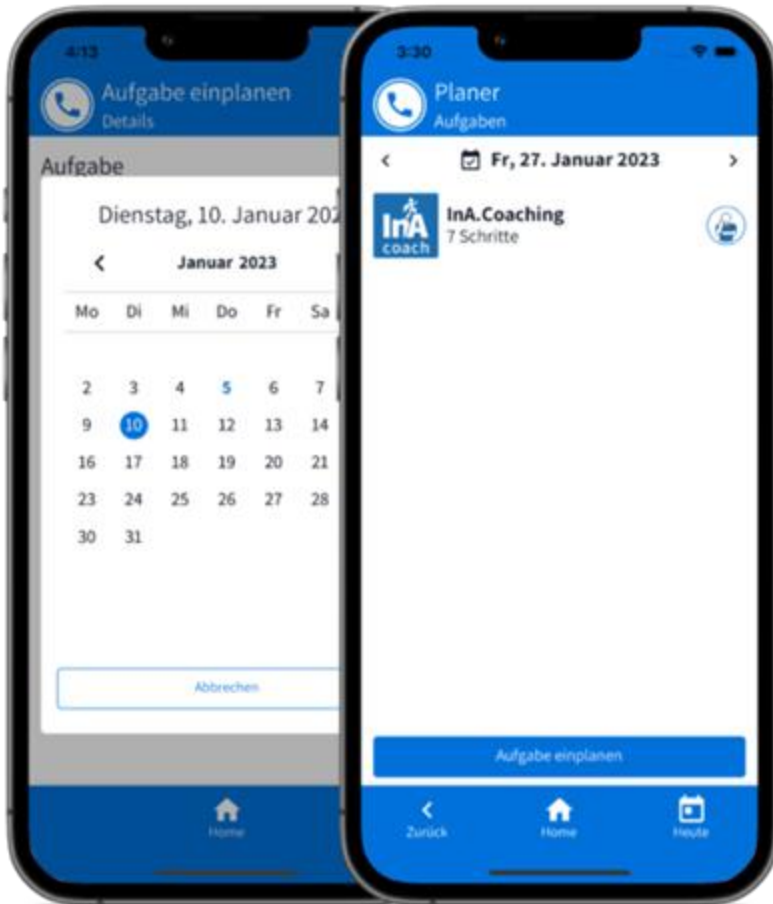 4:13
Aufgabe einplanen
Details
Aufgabe
Dienstag, 10. Januar 202
Januar 2023
Mo Di Mi Do Fr Sa
2 3 4 5 6 7
9 10 11 12 13 14
16 17 18 19 20 21
23 24 25 26 27 28
30 31
Abbrechen
Home
3:30
Planer
Aufgaben
Fr, 27. Januar 2023
InA
coach
InA.Coaching
7 Schritte
Aufgabe einplanen
Zurück Home Heute